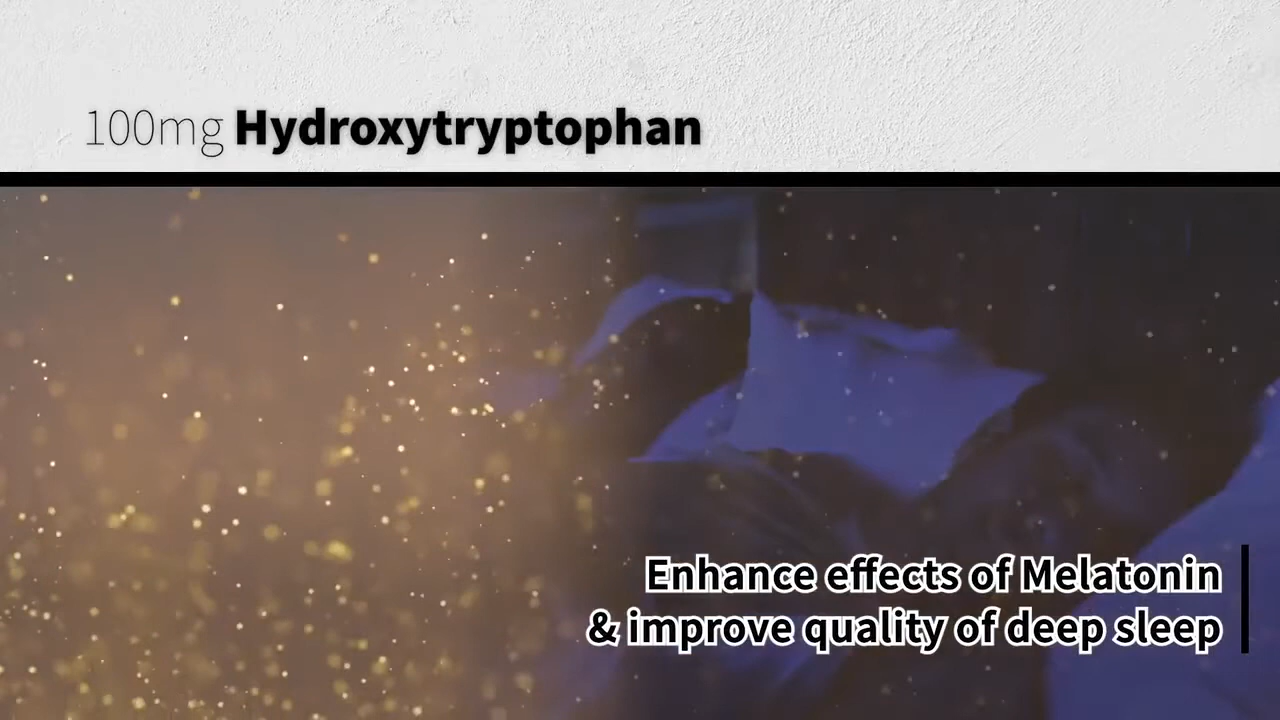 100mg Hydroxytryptophan
Enhance effects of Melatonin
& improve quality of deep sleep